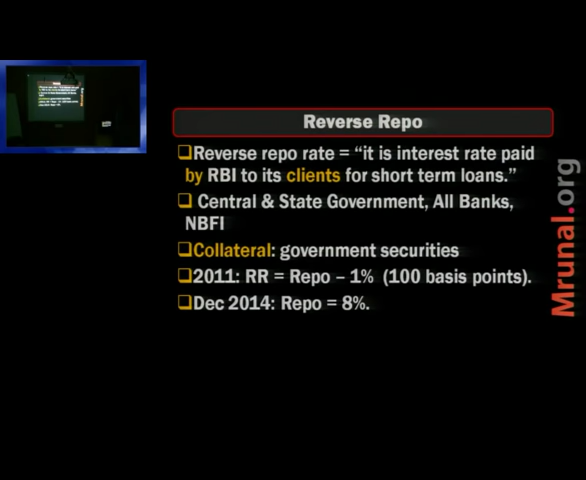 Reverse Repo
❑Reverse repo rate = “it is interest rate paid
by RBI to its clients for short term loans.”
❑ Central & State Government, All Banks,
NBFI
❑Collateral: government securities
❑2011: RR = Repo – 1% (100 basis points).
❑Dec 2014: Repo = 8%.
Mrunal.org